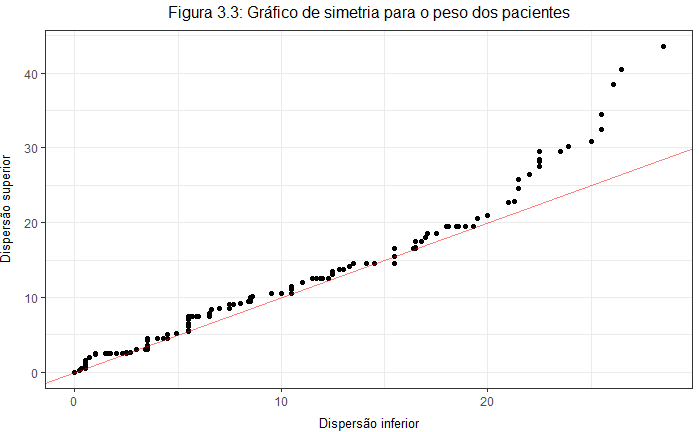 Figura 3.3: Gráfico de simetria para o peso dos pacientes
Dispersão superior
40
30
20
10
0
0
10
20
Dispersão inferior